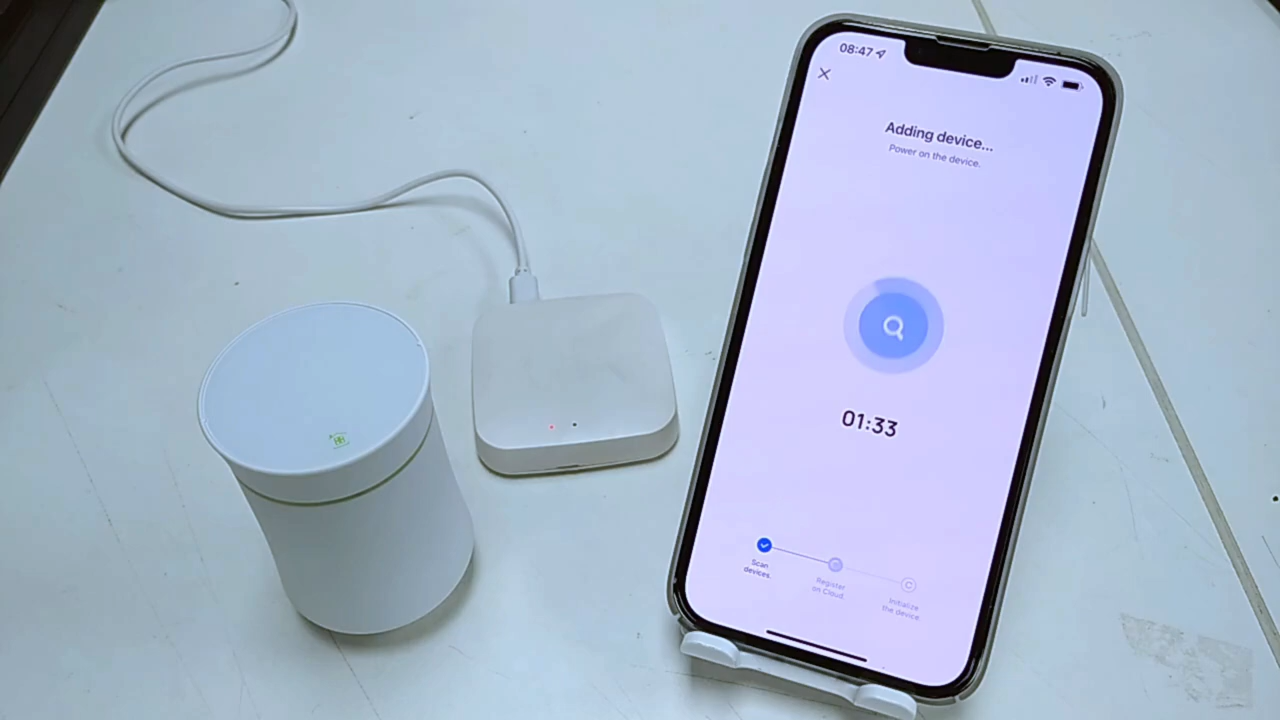 08:47
Adding device...
Power on the device.
01:33
Scan
devices.
Register
on Cloud.
Initialize
the device.